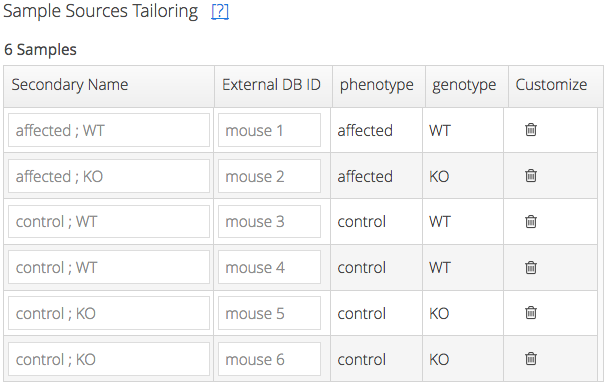 Sample Sources Tailoring [?]
6 Samples
Secondary Name External DB ID phenotype genotype Customize
affected ; WT mouse 1 affected WT
affected ; KO mouse 2 affected KO
control ; WT mouse 3 control WT
control ; WT mouse 4 control WT
control ; KO mouse 5 control KO
control ; KO mouse 6 control KO